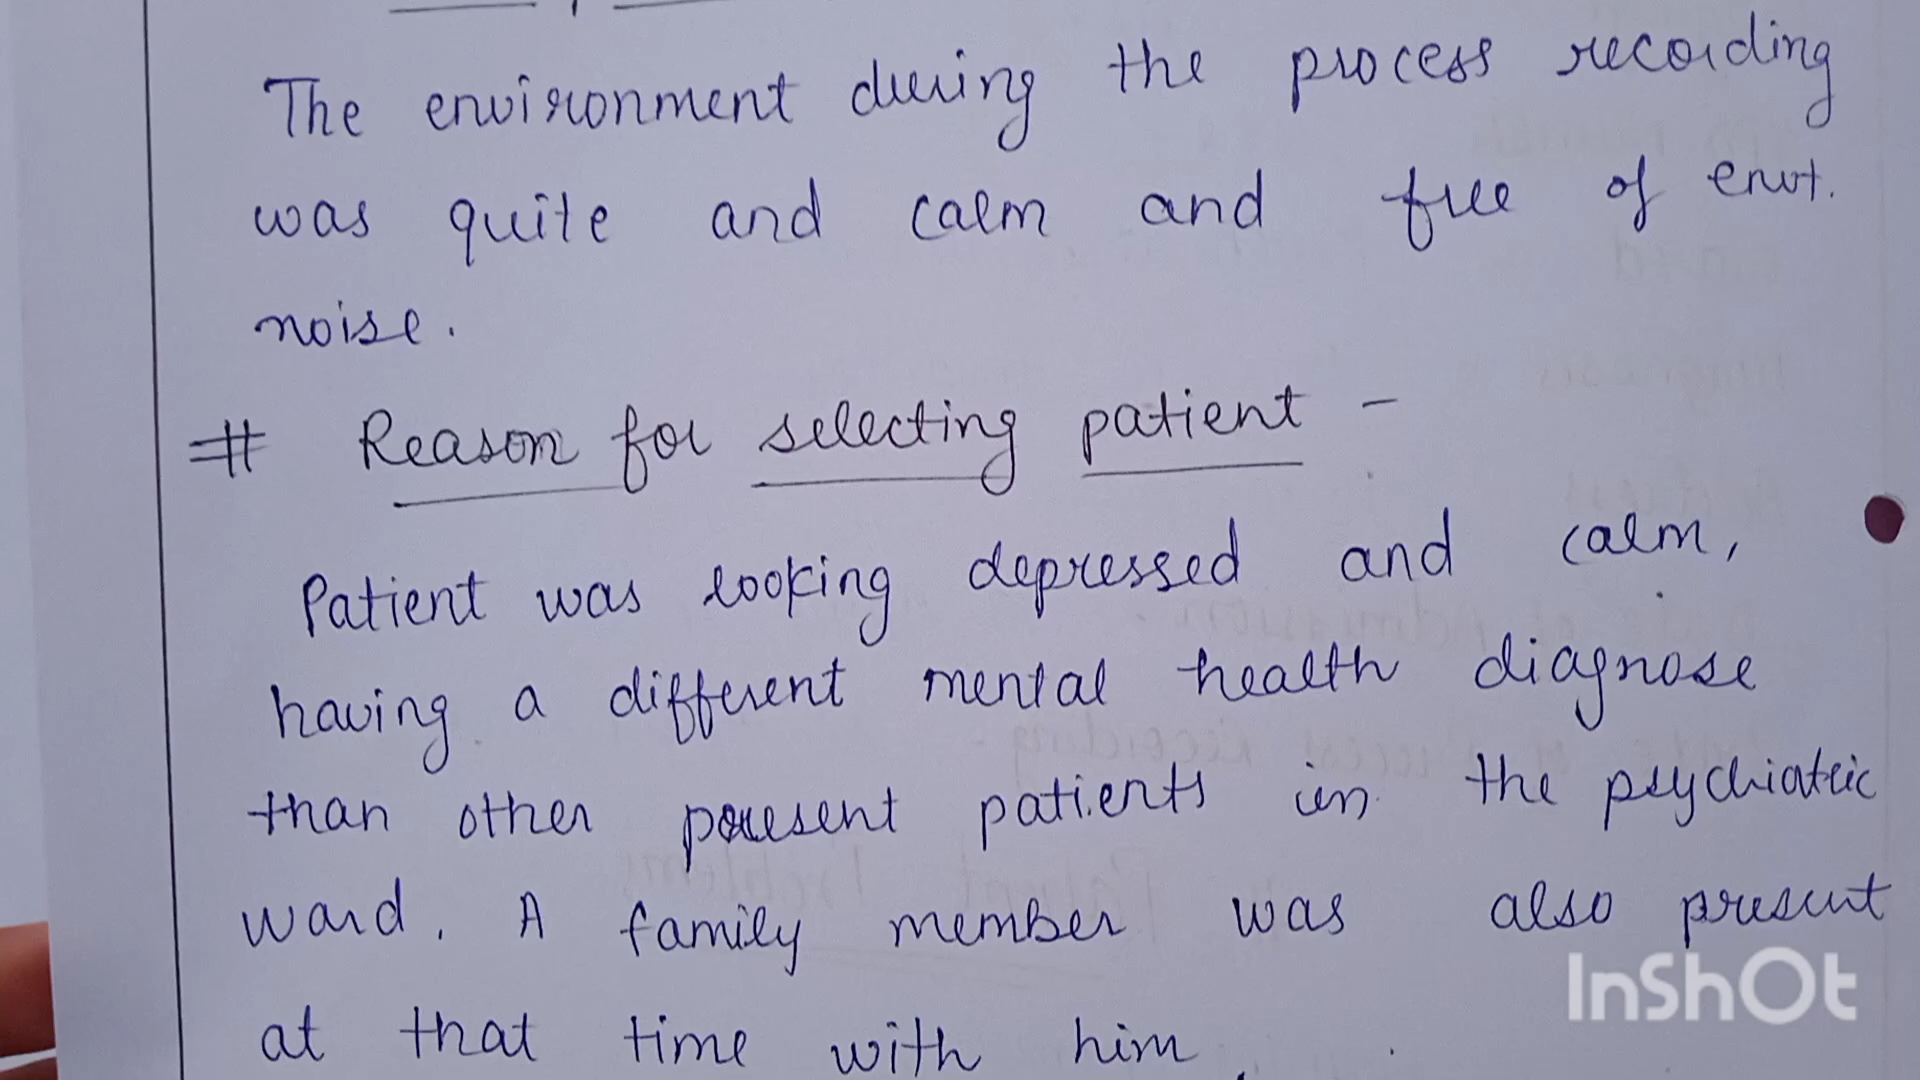 The environment during the process recording
was quite and calm and free of envt.
noise.
# Reason for selecting patient -
Patient was looking depressed and calm,
having a different mental health diagnose
than other present patients in the psychiatric
ward. A family member was also present
at that time with him.
InShOt